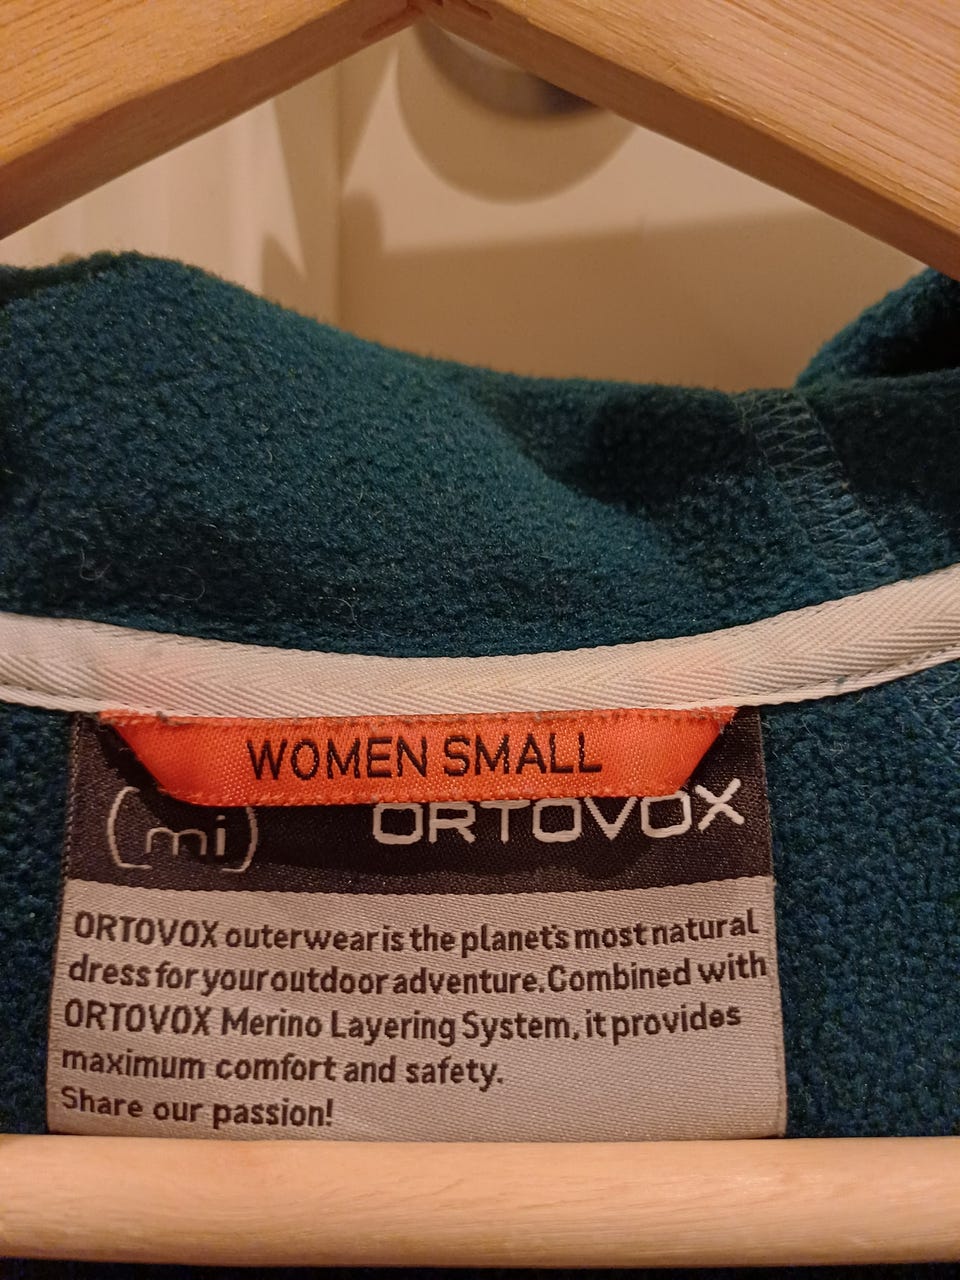 WOMEN SMALL
(mi) ORTOVOX
ORTOVOX outerwear is the planet's most natural
dress for your outdoor adventure. Combined with
ORTOVOX Merino Layering System, it provides
maximum comfort and safety.
Share our passion!